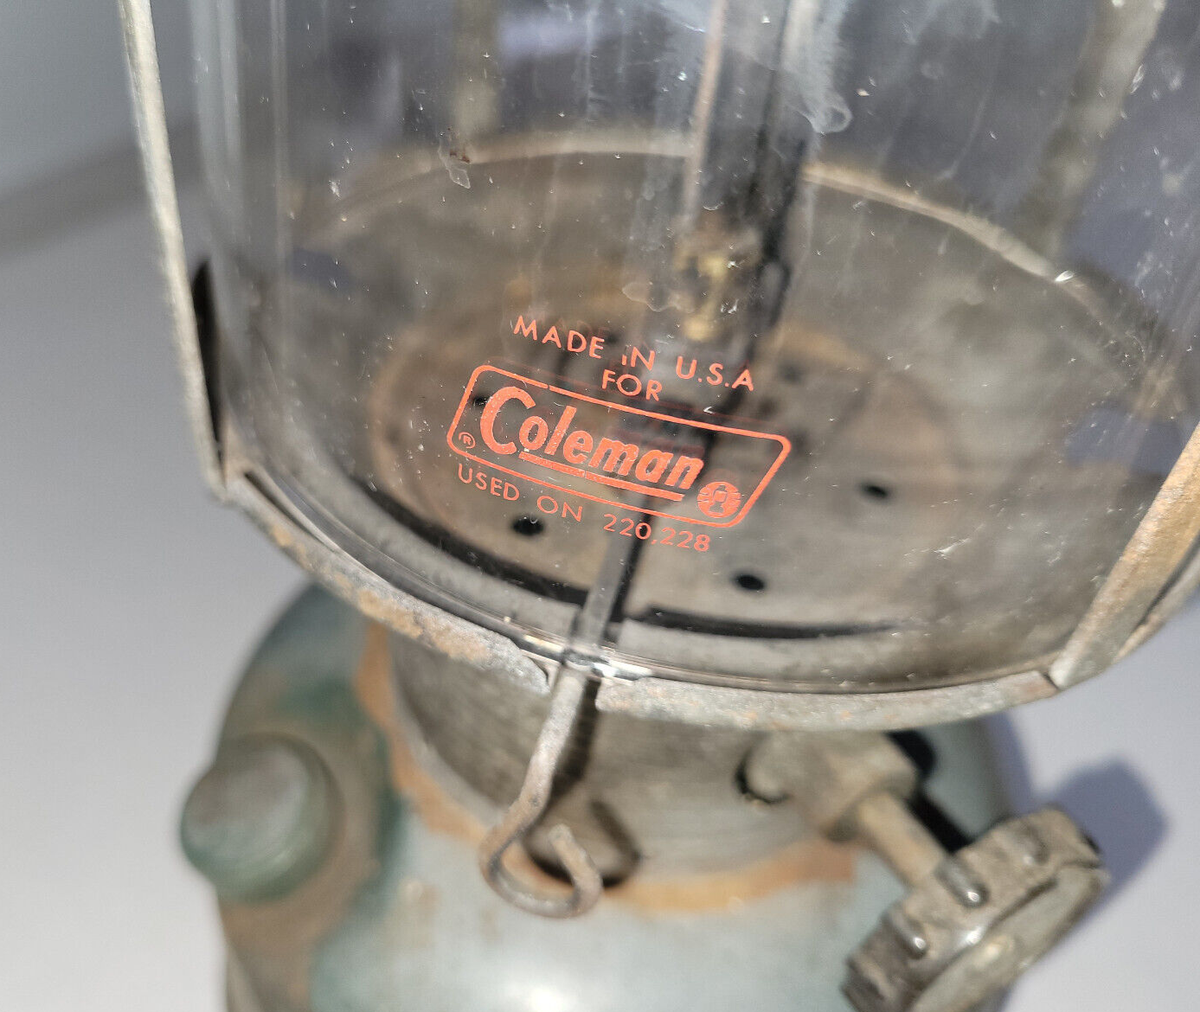 MADE IN U.S.A
FOR
® Coleman
USED ON 220,228